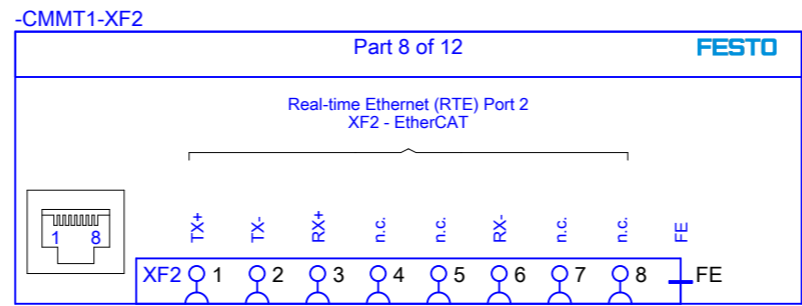 -CMMT1-XF2
Part 8 of 12 FESTO
Real-time Ethernet (RTE) Port 2
XF2 - EtherCAT
1 8
TX+ TX- RX+ n.c. n.c. RX- n.c. n.c. FE
XF2 1 2 3 4 5 6 7 8 FE